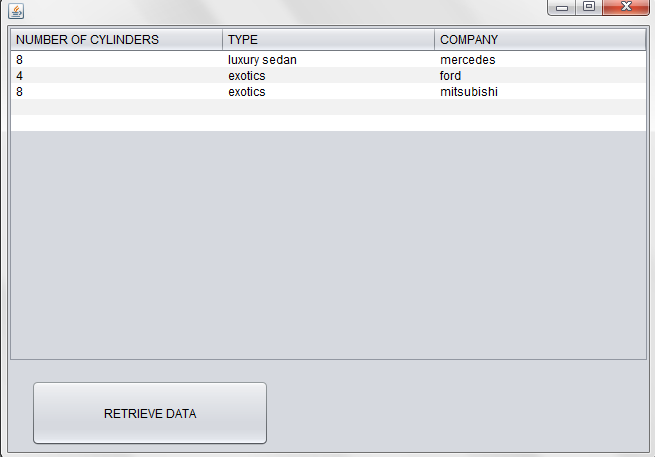 NUMBER OF CYLINDERS TYPE COMPANY
8 luxury sedan mercedes
4 exotics ford
8 exotics mitsubishi
RETRIEVE DATA